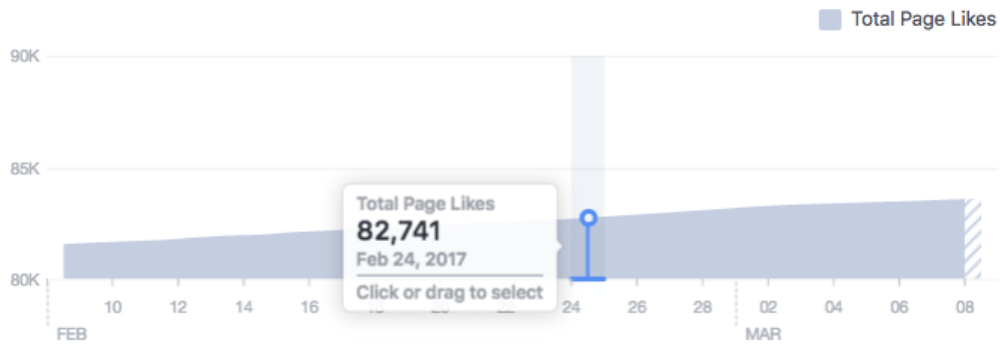 Total Page Likes
90K
85K
Total Page Likes
82,741
Feb 24, 2017
Click or drag to select
80K
10 12 14 16 24 26 28 02 04 06 08
FEB MAR